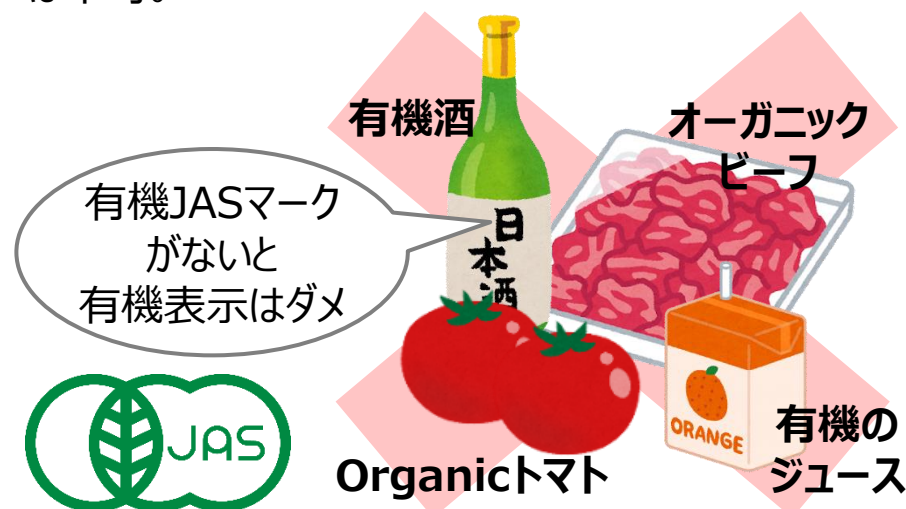 有機酒
オーガニック
ビーフ
有機JASマーク
がないと
有機表示はダメ
日本酒
JAS
ORANGE
有機の
ジュース
Organicトマト